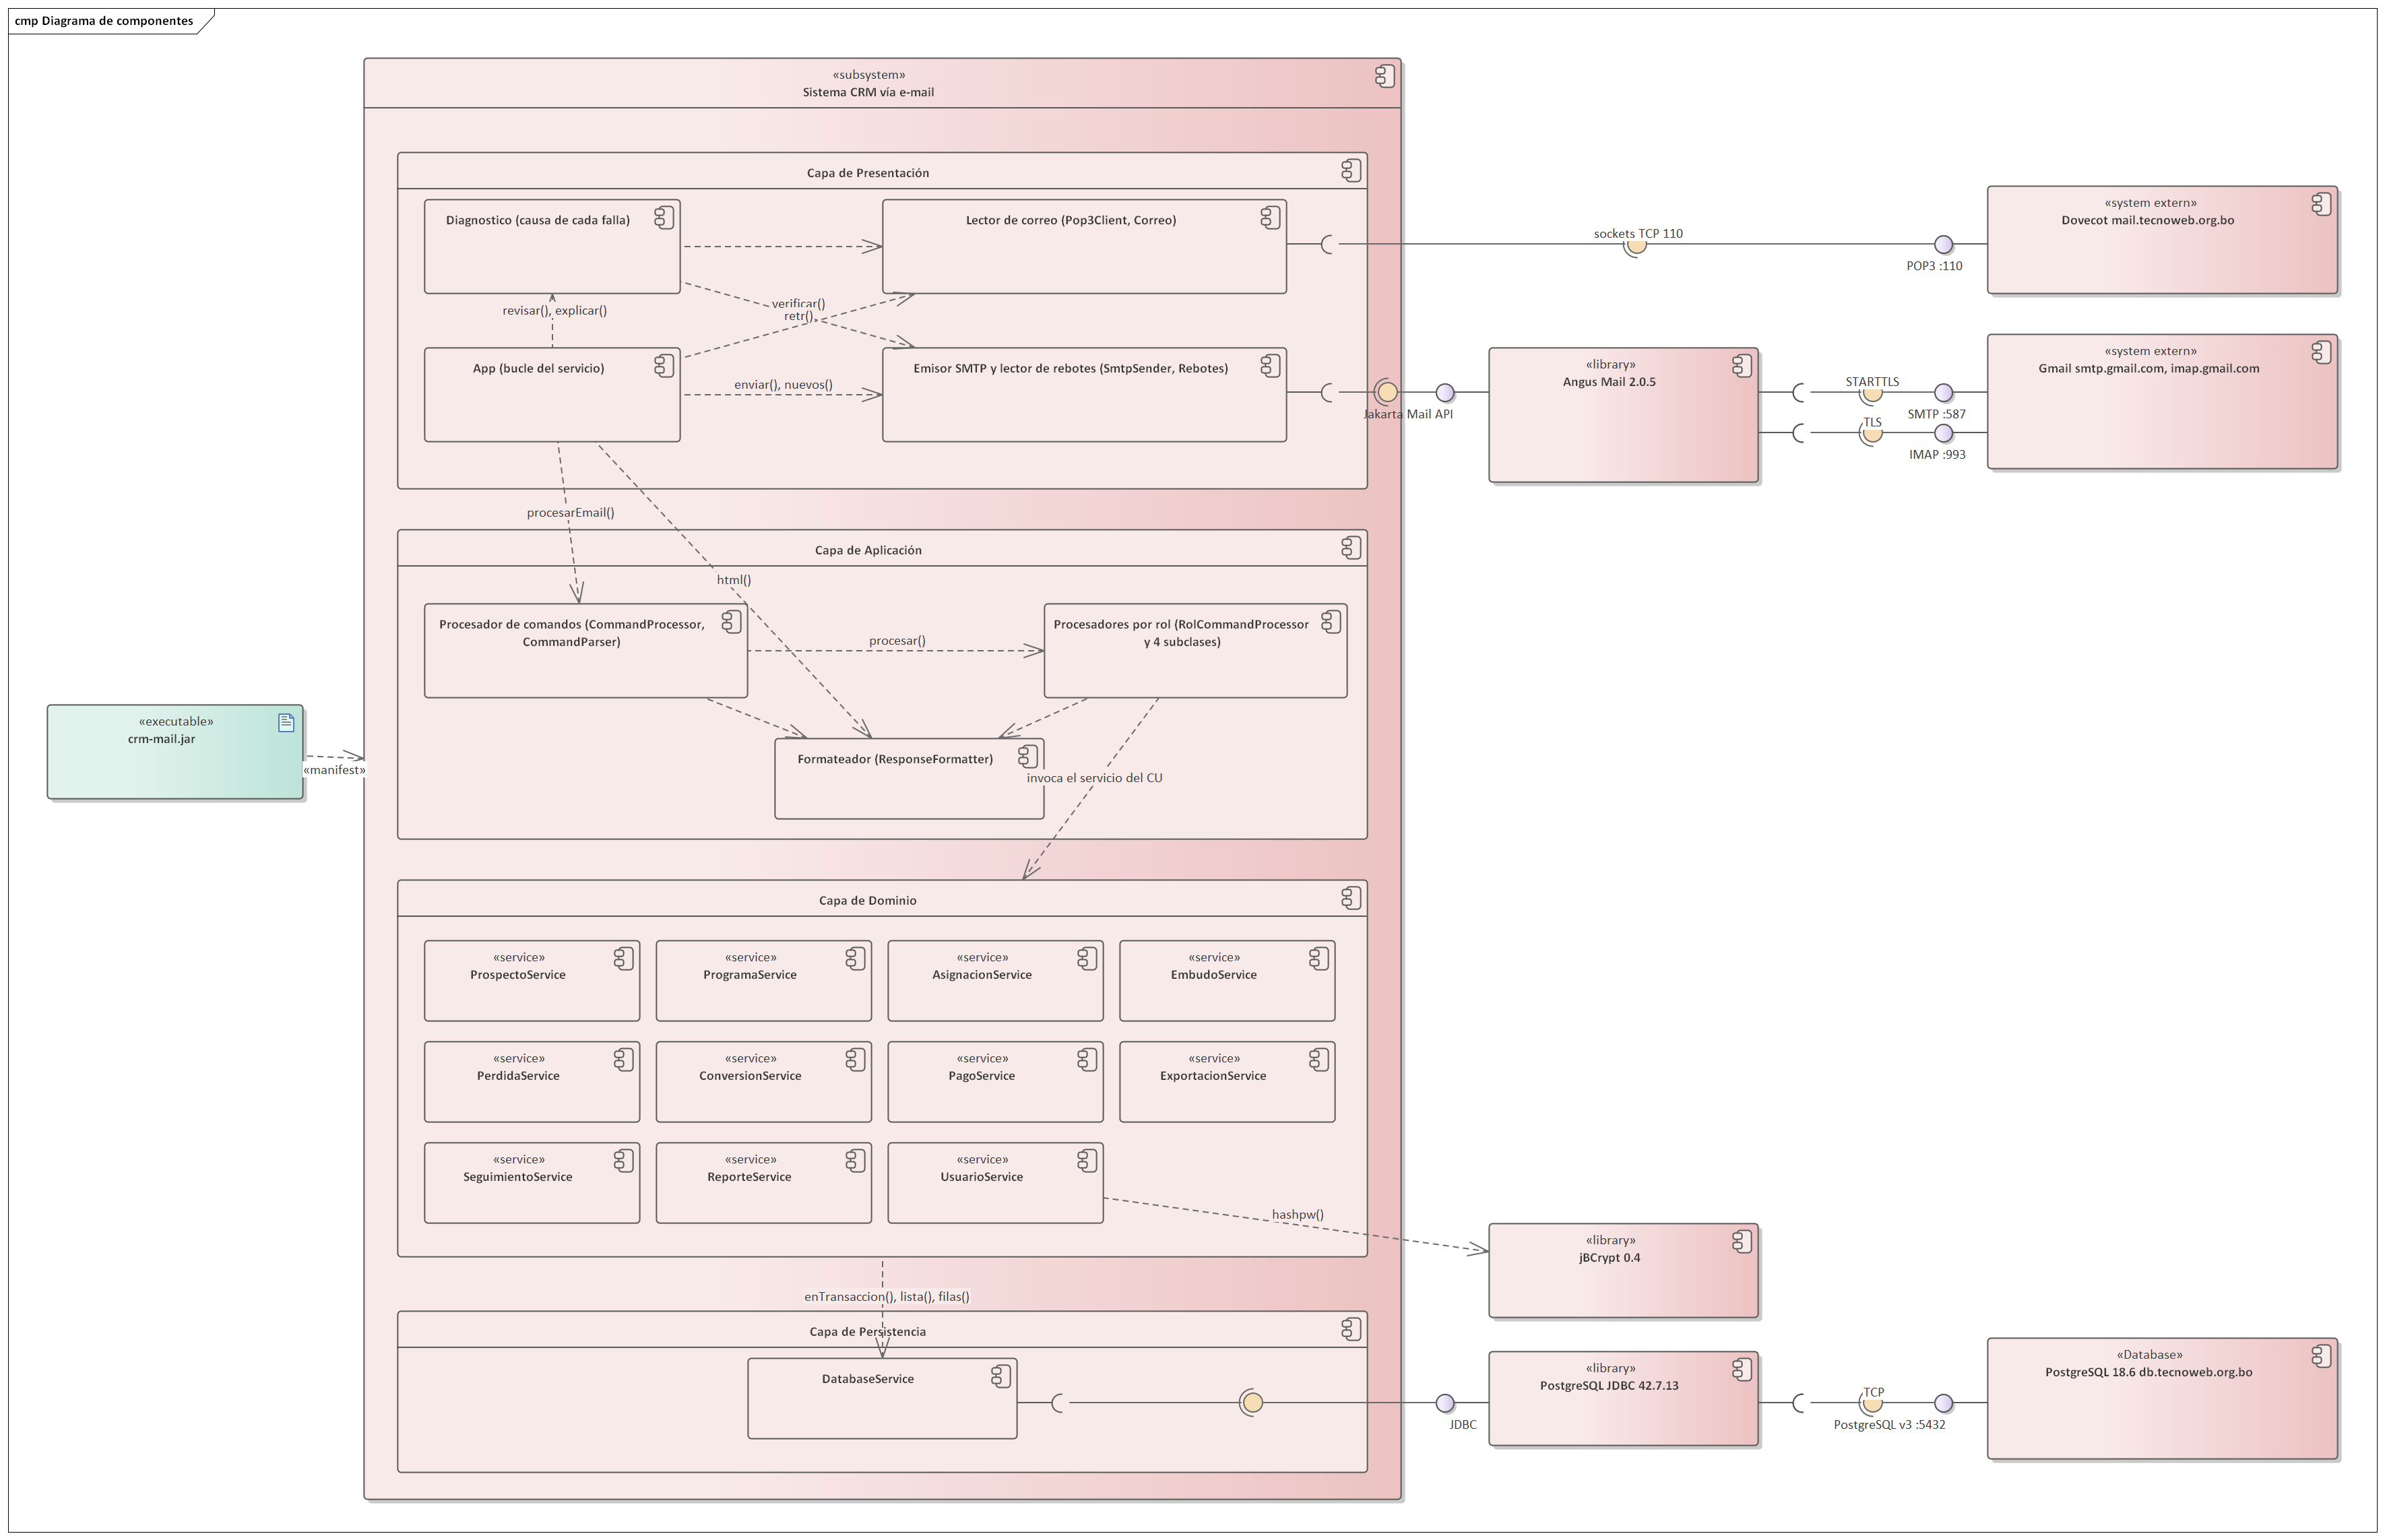 cmp Diagrama de componentes
«subsystem»
Sistema CRM vía e-mail
Capa de Presentación
Diagnostico (causa de cada falla)
Lector de correo (Pop3Client, Correo)
sockets TCP 110
POP3 :110
«system extern»
Dovecot mail.tecnoweb.org.bo
revisar(), explicar()
verificar()
retr()
App (bucle del servicio)
enviar(), nuevos()
Emisor SMTP y lector de rebotes (SmtpSender, Rebotes)
Jakarta Mail API
«library»
Angus Mail 2.0.5
STARTTLS
SMTP :587
TLS
IMAP :993
«system extern»
Gmail smtp.gmail.com, imap.gmail.com
procesarEmail()
html()
Capa de Aplicación
Procesador de comandos (CommandProcessor,
CommandParser)
procesar()
Procesadores por rol (RolCommandProcessor
y 4 subclases)
«executable»
crm-mail.jar
«manifest»
Formateador (ResponseFormatter)
invoca el servicio del CU
Capa de Dominio
«service»
ProspectoService
«service»
ProgramaService
«service»
AsignacionService
«service»
EmbudoService
«service»
PerdidaService
«service»
ConversionService
«service»
PagoService
«service»
ExportacionService
«service»
SeguimientoService
«service»
ReporteService
«service»
UsuarioService
hashpw()
«library»
jBCrypt 0.4
enTransaccion(), lista(), filas()
Capa de Persistencia
DatabaseService
JDBC
«library»
PostgreSQL JDBC 42.7.13
TCP
PostgreSQL v3 :5432
«Database»
PostgreSQL 18.6 db.tecnoweb.org.bo